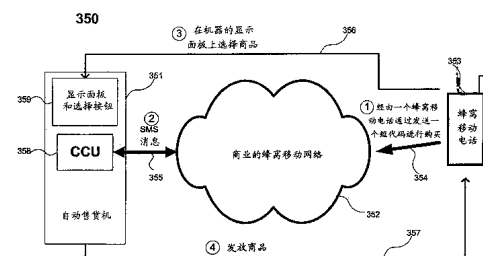 350
③ 在机器的显示
面板上选择商品
356
353
351
359
显示面板
和选择按钮
① 经由一个蜂窝移
动电话通过发送一
个短代码进行购买
蜂窝
移动
电话
② SMS
消息
358
CCU
商业的蜂窝移动网络
355
354
自动售货机
352
④ 发放商品
357